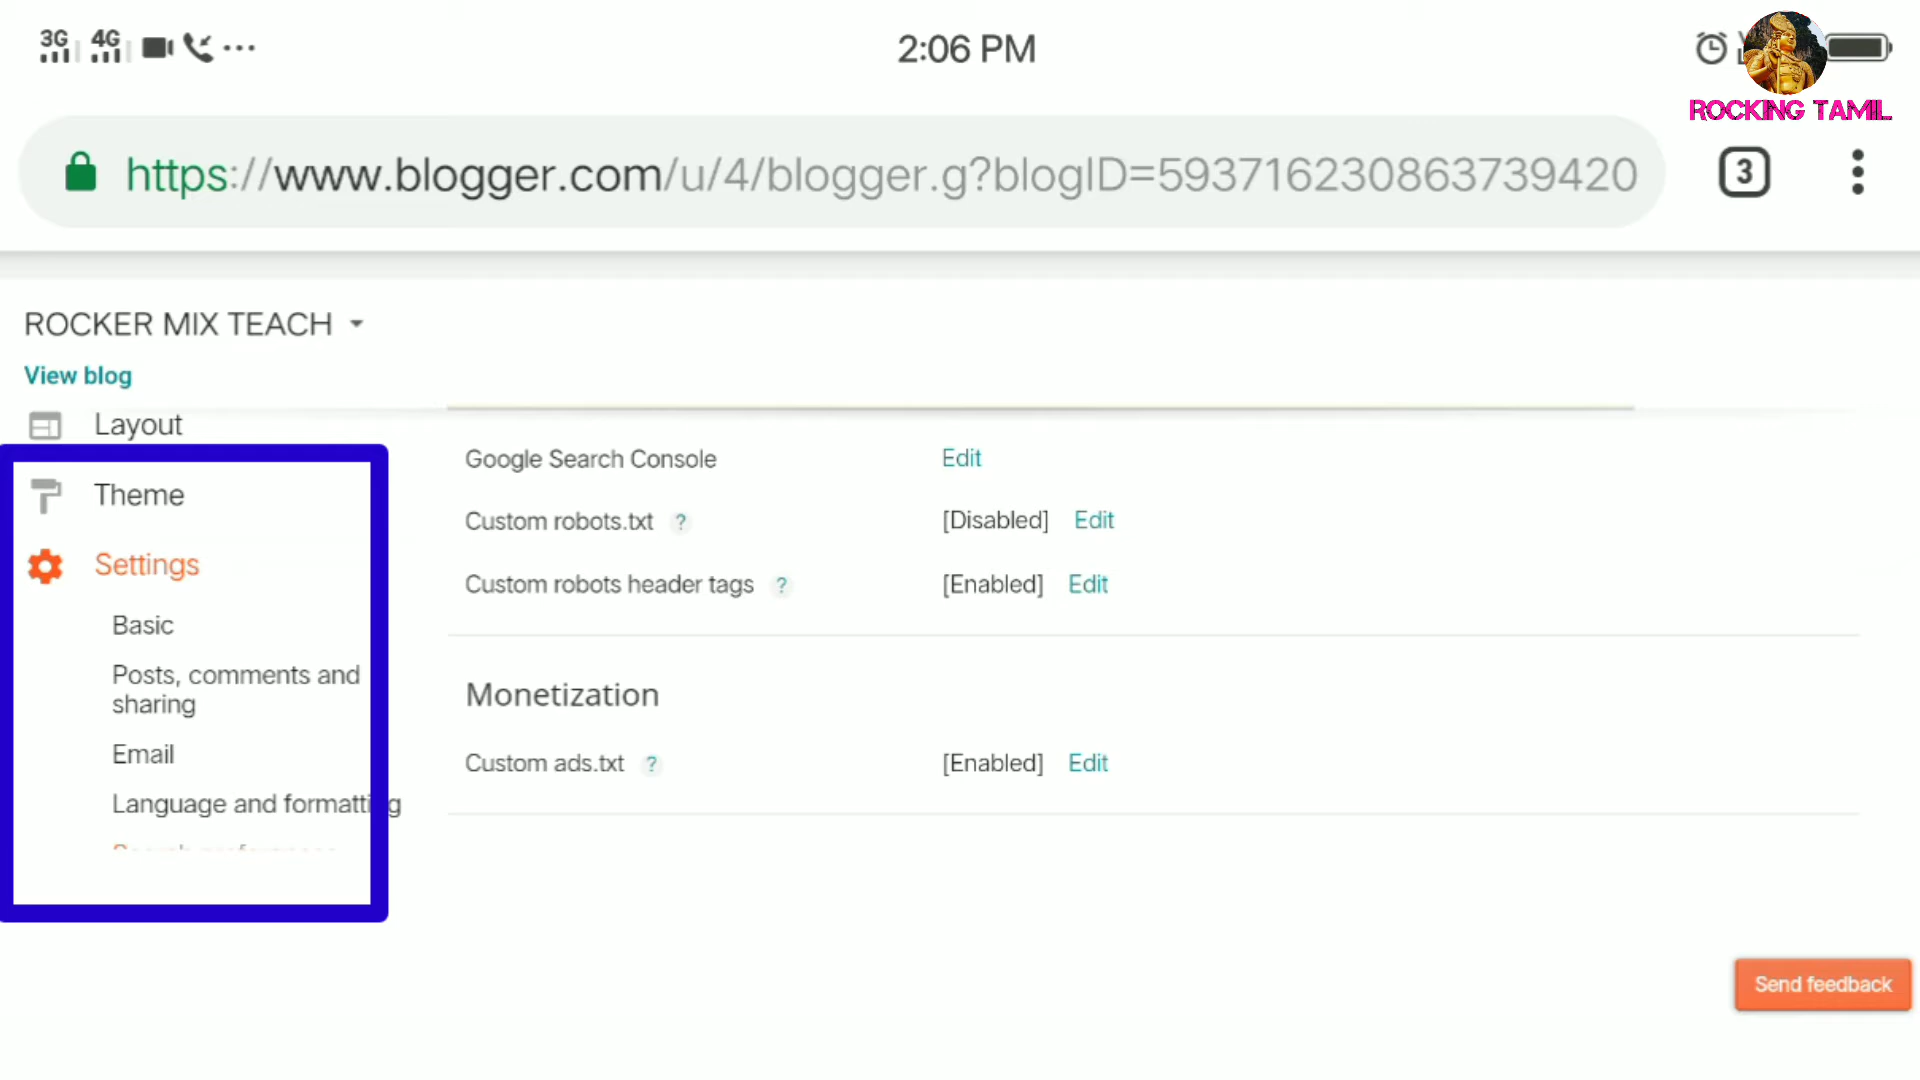 3G 4G 2:06 PM
ROCKING TAMIL
https://www.blogger.com/u/4/blogger.g?blogID=593716230863739420
3
ROCKER MIX TEACH
View blog
Layout
Theme
Settings
Basic
Posts, comments and
sharing
Email
Language and formatting
Google Search Console Edit
Custom robots.txt ? [Disabled] Edit
Custom robots header tags ? [Enabled] Edit
Monetization
Custom ads.txt ? [Enabled] Edit
Send feedback